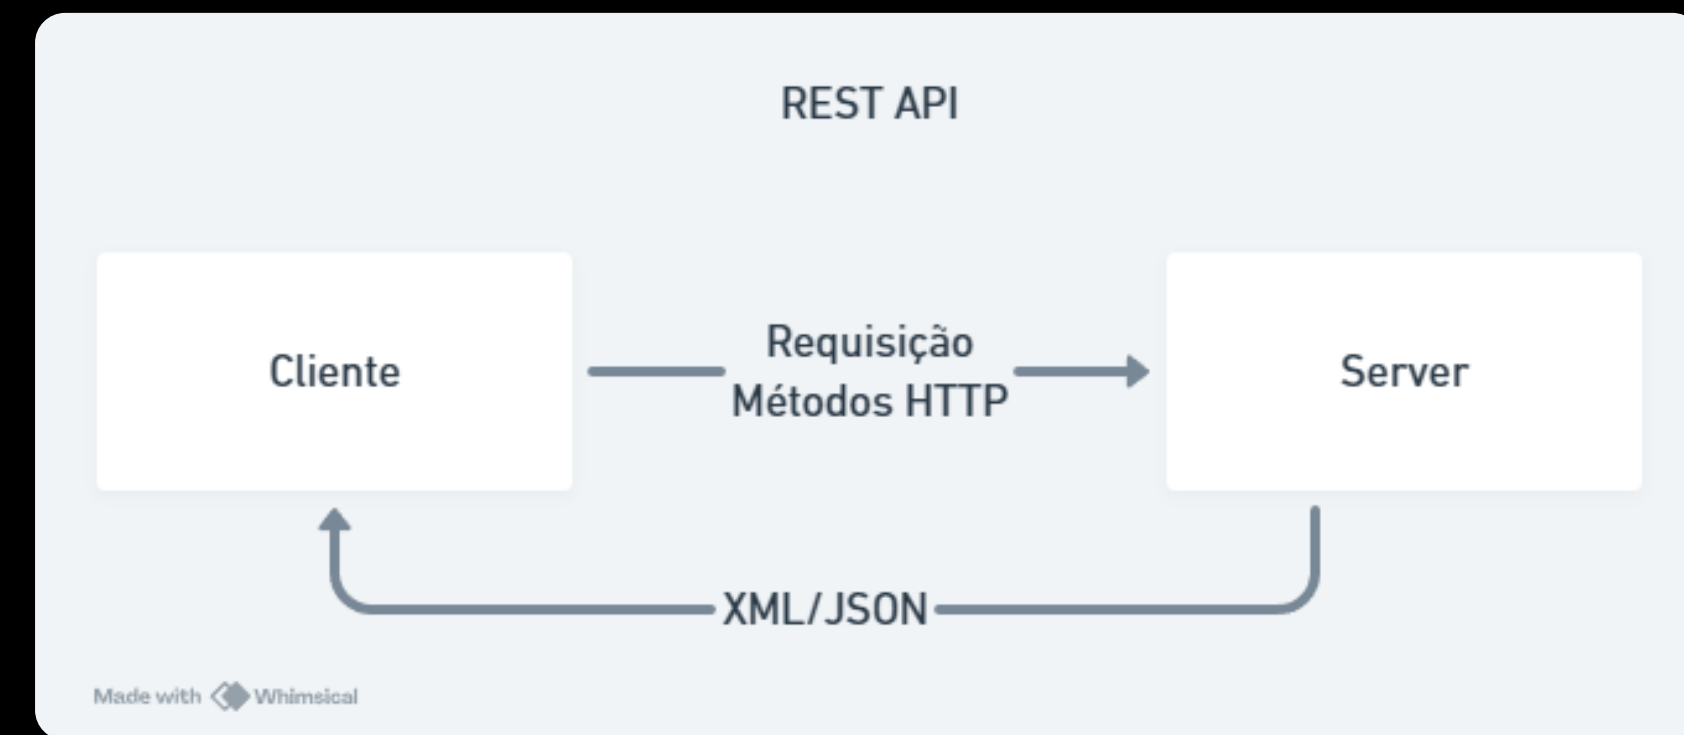 REST API
Cliente
Requisição
Métodos HTTP
Server
XML/JSON
Made with Whimsical